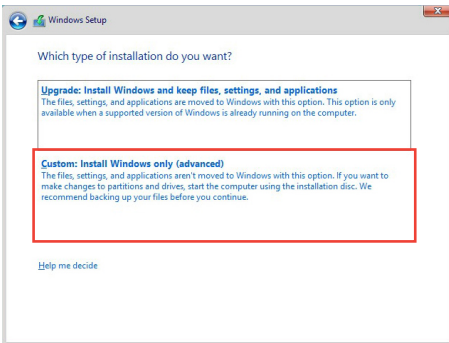 Windows Setup
Which type of installation do you want?
Upgrade: Install Windows and keep files, settings, and applications
The files, settings, and applications are moved to Windows with this option. This option is only
available when a supported version of Windows is already running on the computer.
Custom: Install Windows only (advanced)
The files, settings, and applications aren't moved to Windows with this option. If you want to
make changes to partitions and drives, start the computer using the installation disc. We
recommend backing up your files before you continue.
Help me decide